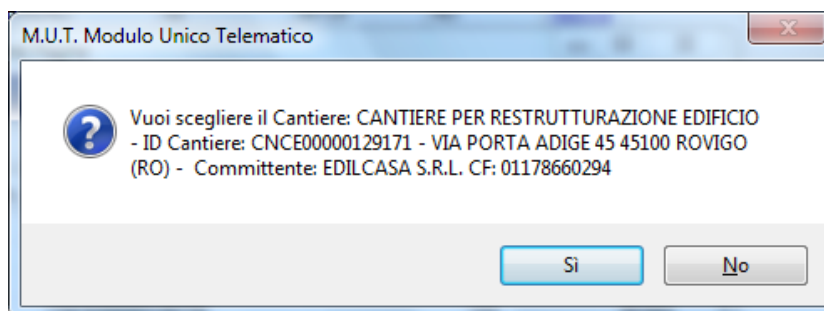 M.U.T. Modulo Unico Telematico
Vuoi scegliere il Cantiere: CANTIERE PER RESTRUTTURAZIONE EDIFICIO
- ID Cantiere: CNCE00000129171 - VIA PORTA ADIGE 45 45100 ROVIGO
(RO) -  Committente: EDILCASA S.R.L. CF: 01178660294
Sì
No